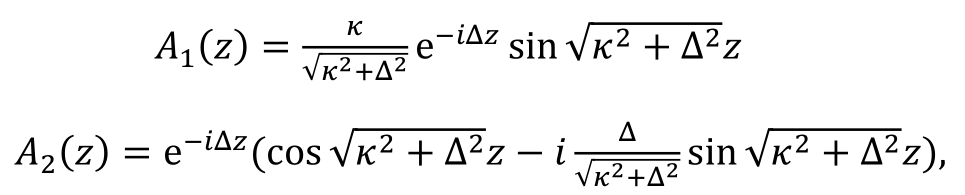 A₁(z) = κ/√(κ²+Δ²) e^(−iΔz) sin √(κ² + Δ²)z
A₂(z) = e^(−iΔz)(cos √(κ² + Δ²)z − i Δ/√(κ²+Δ²) sin √(κ² + Δ²)z),